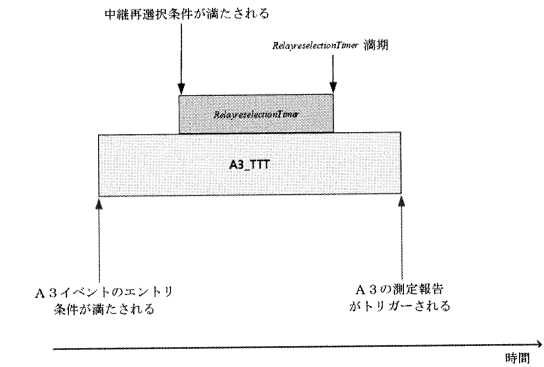 中継再選択条件が満たされる
RelayreselectionTimer 満期
RelayreselectionTimer
A3_TTT
A3イベントのエントリ
条件が満たされる
A3の測定報告
がトリガーされる
時間